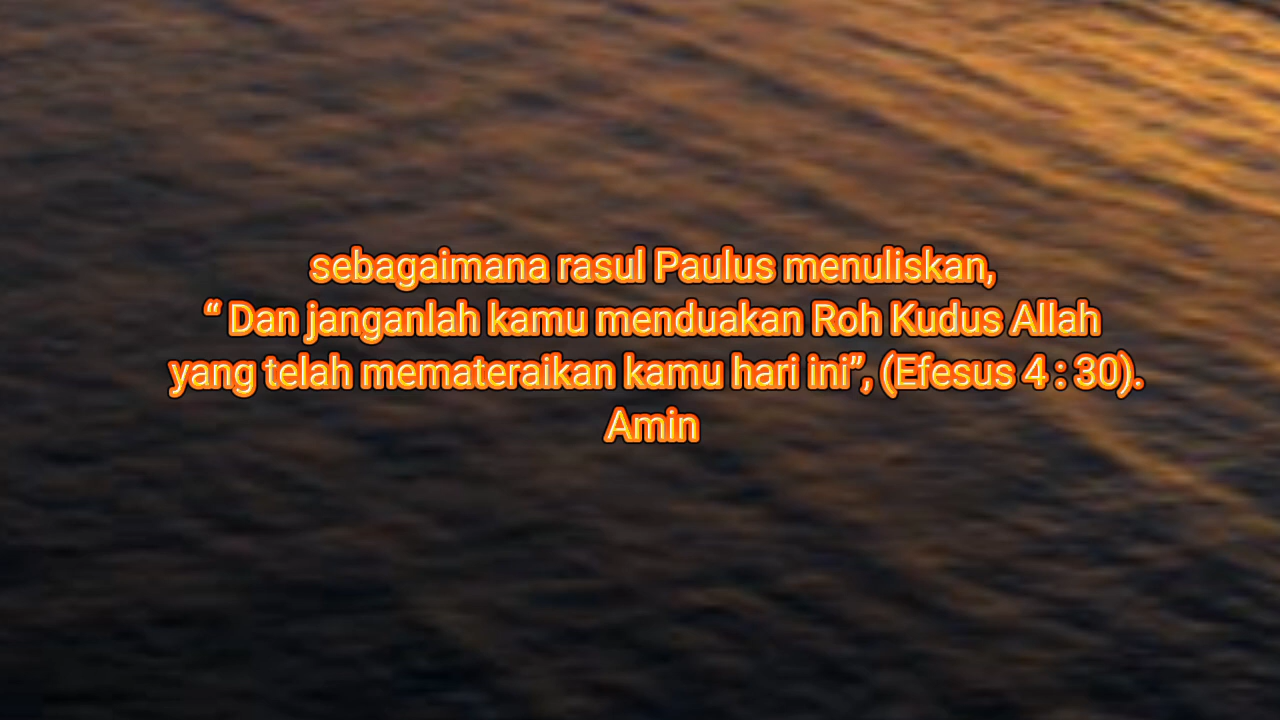 sebagaimana rasul Paulus menuliskan,
“ Dan janganlah kamu menduakan Roh Kudus Allah
yang telah memateraikan kamu hari ini”, (Efesus 4 : 30).
Amin